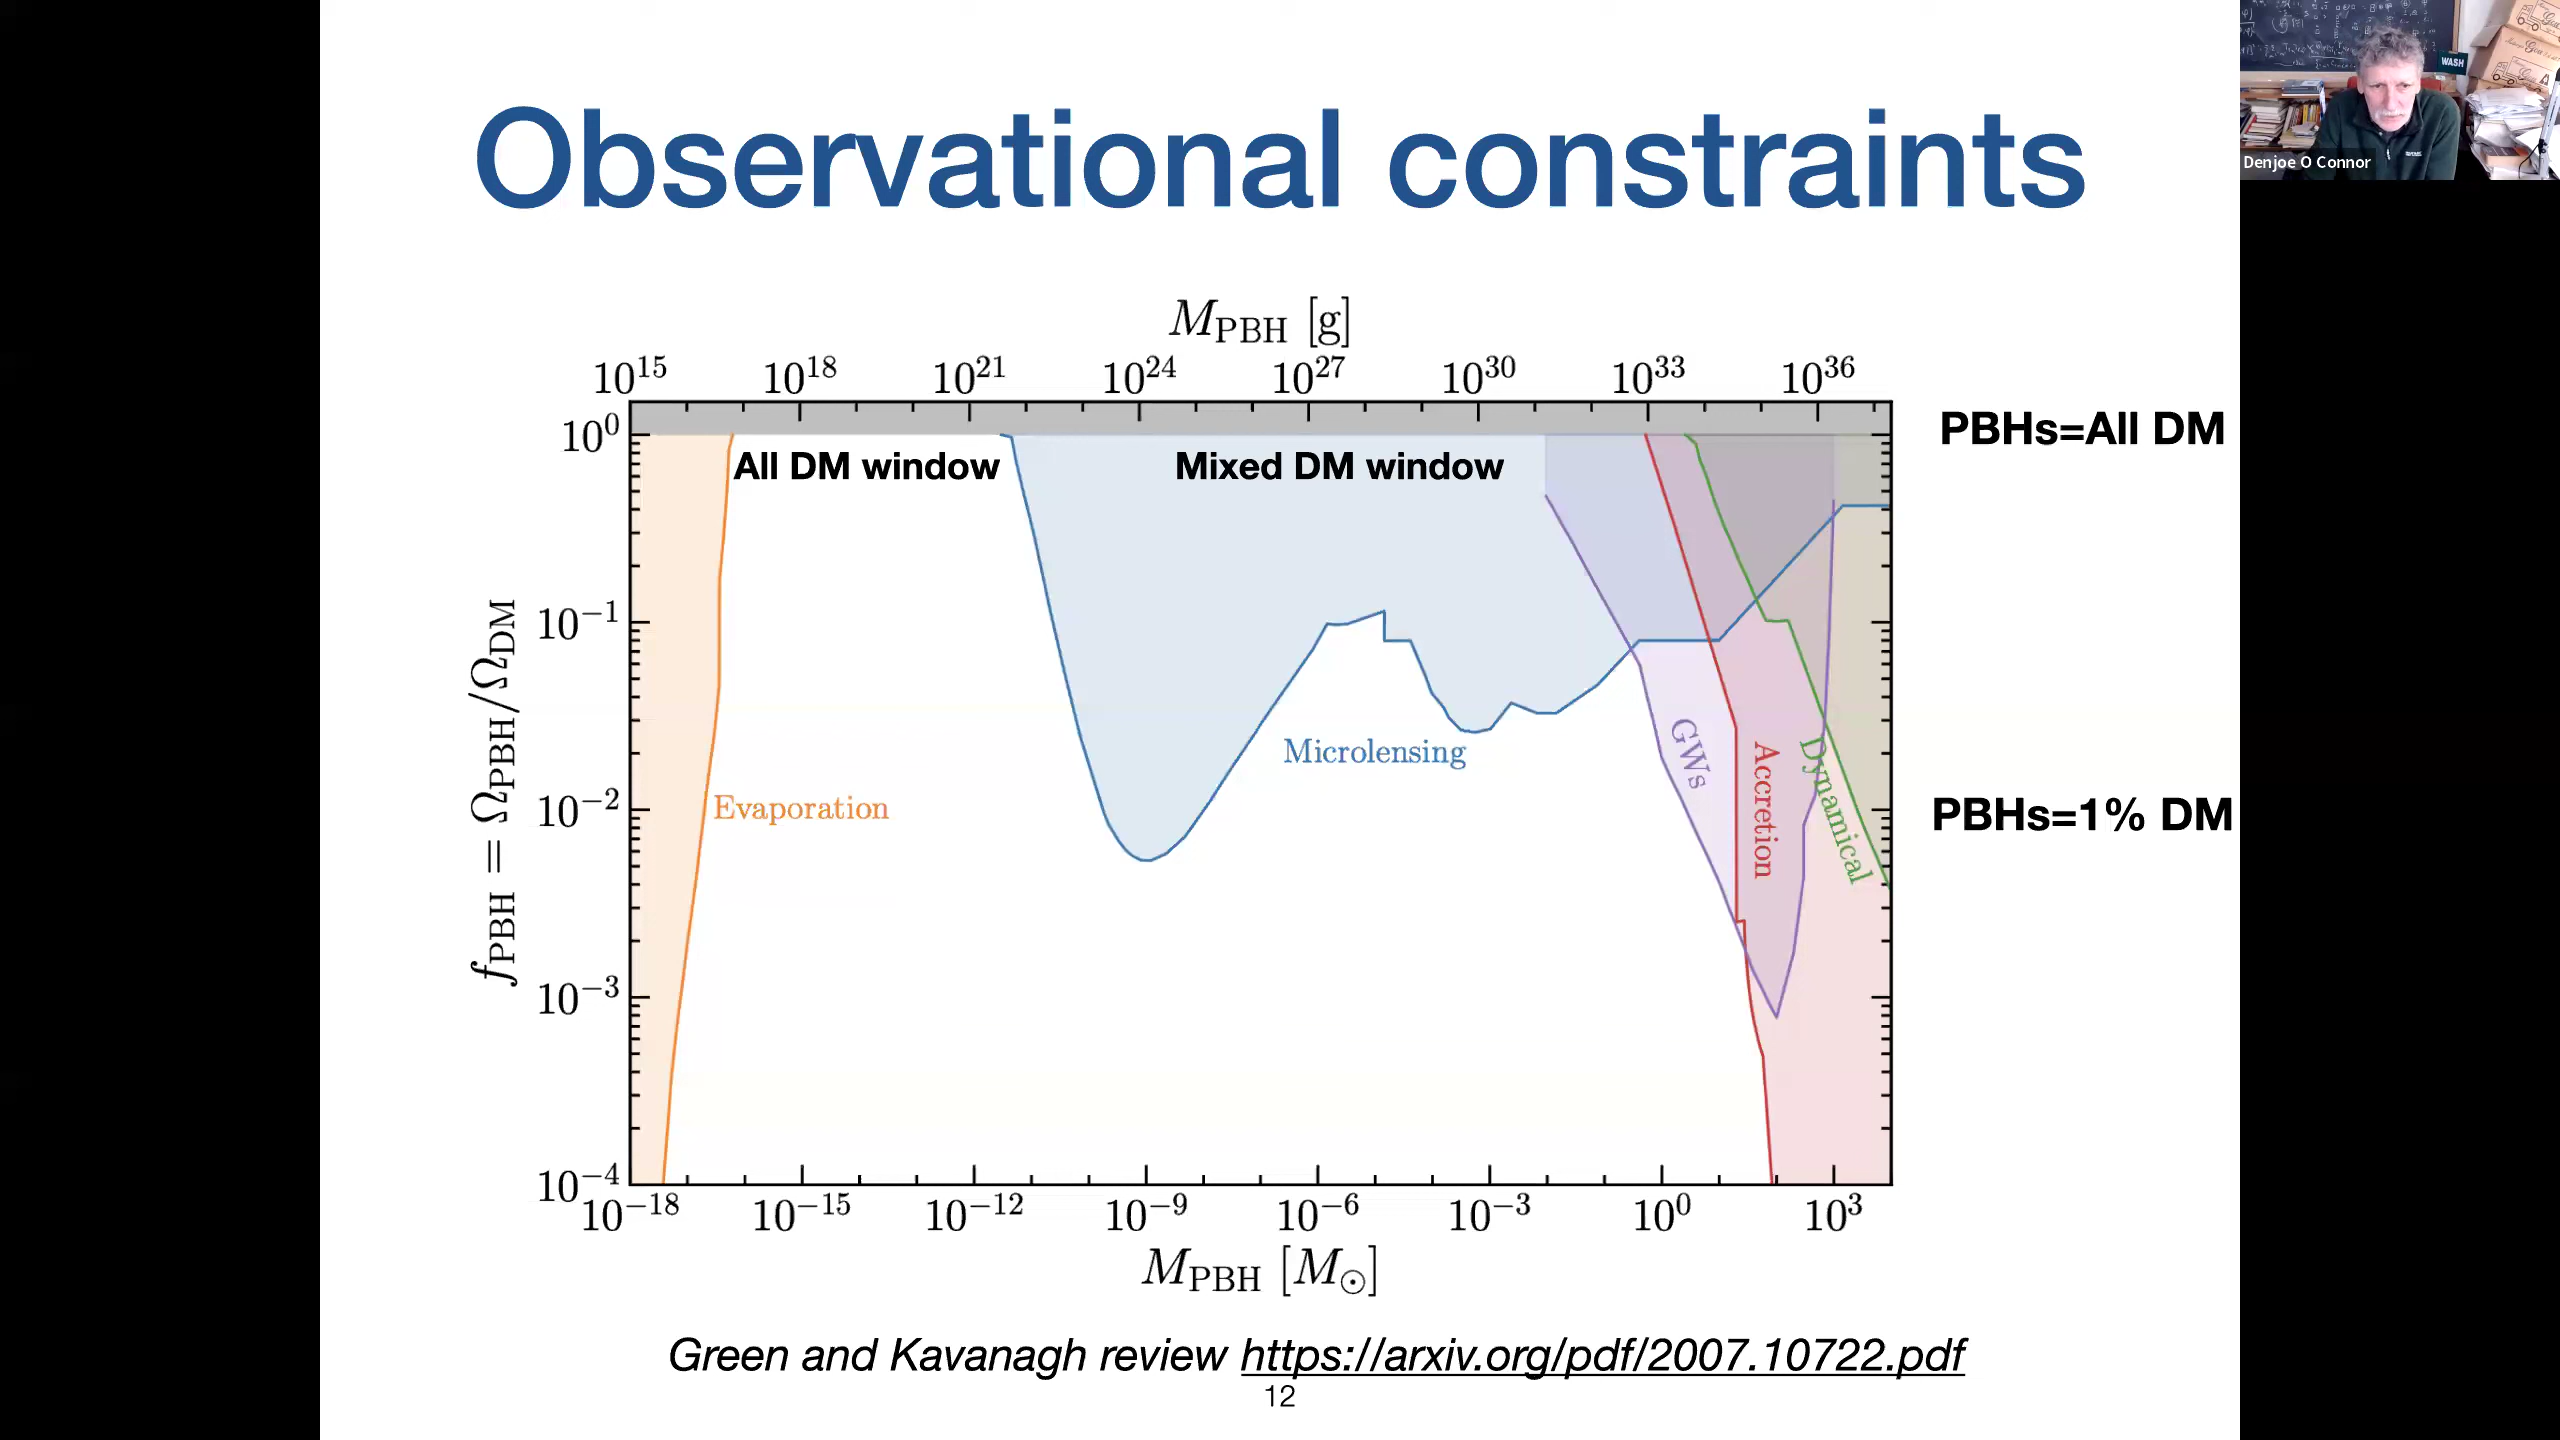 Observational constraints
WASH
Denjoe O Connor
M_PBH [g]
10^15 10^18 10^21 10^24 10^27 10^30 10^33 10^36
PBHs=All DM
All DM window
Mixed DM window
10^0
10^-1
10^-2
10^-3
10^-4
f_PBH = Ω_PBH/Ω_DM
Evaporation
Microlensing
GWs
Accretion
Dynamical
PBHs=1% DM
10^-18 10^-15 10^-12 10^-9 10^-6 10^-3 10^0 10^3
M_PBH [M_⊙]
Green and Kavanagh review https://arxiv.org/pdf/2007.10722.pdf
12